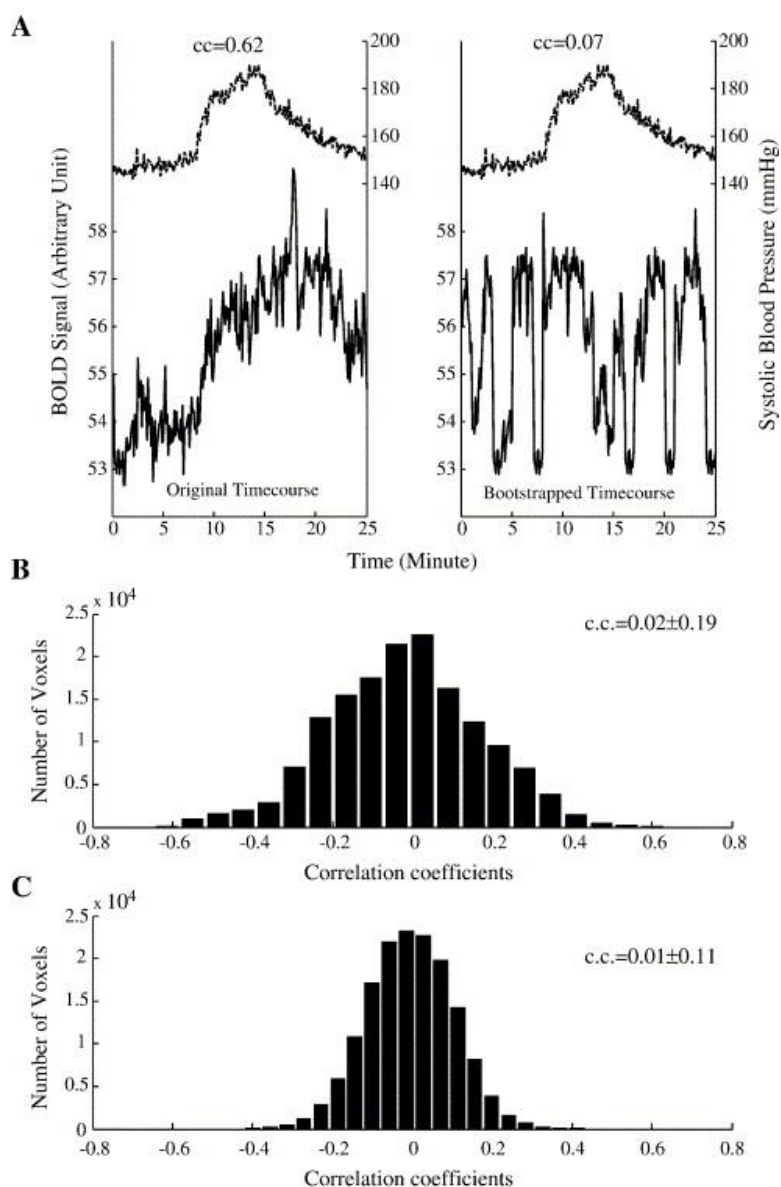 A
cc=0.62
cc=0.07
200
180
160
140
200
180
160
140
BOLD Signal (Arbitrary Unit)
58
57
56
55
54
53
58
57
56
55
54
53
Systolic Blood Pressure (mmHg)
Original Timecourse
Bootstrapped Timecourse
0 5 10 15 20 25
0 5 10 15 20 25
Time (Minute)
B
x 10^4
2.5
2
1.5
1
0.5
0
Number of Voxels
c.c.=0.02±0.19
-0.8 -0.6 -0.4 -0.2 0 0.2 0.4 0.6 0.8
Correlation coefficients
C
x 10^4
2.5
2
1.5
1
0.5
0
Number of Voxels
c.c.=0.01±0.11
-0.8 -0.6 -0.4 -0.2 0 0.2 0.4 0.6 0.8
Correlation coefficients